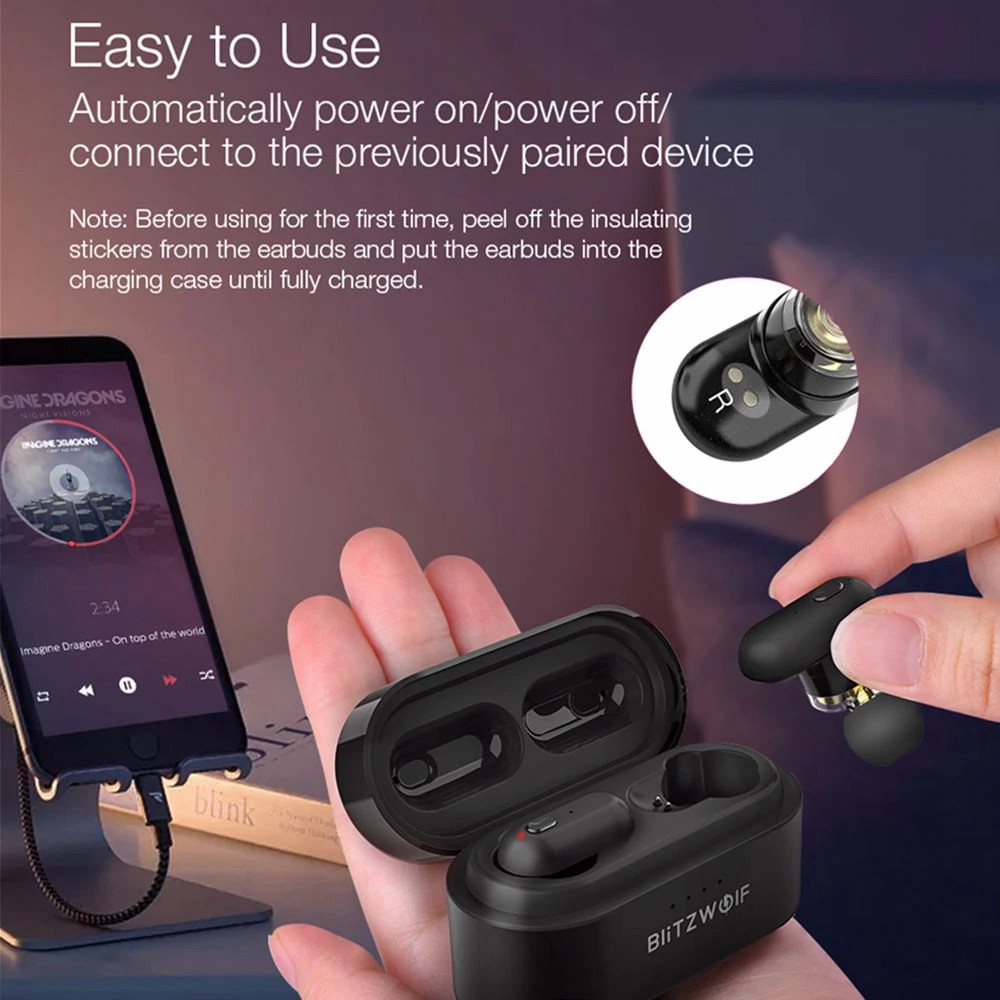 Easy to Use
Automatically power on/power off/
connect to the previously paired device
Note: Before using for the first time, peel off the insulating
stickers from the earbuds and put the earbuds into the
charging case until fully charged.
R
GINE DRAGONS
NIGHT VISIONS
IMAGINE DRAGONS
2:34
Imagine Dragons - On top of the world
blink
BLiTZWOLF